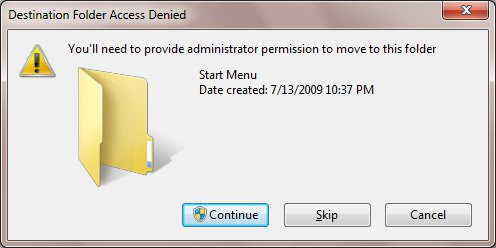 Destination Folder Access Denied
You'll need to provide administrator permission to move to this folder
Start Menu
Date created: 7/13/2009 10:37 PM
Continue
Skip
Cancel